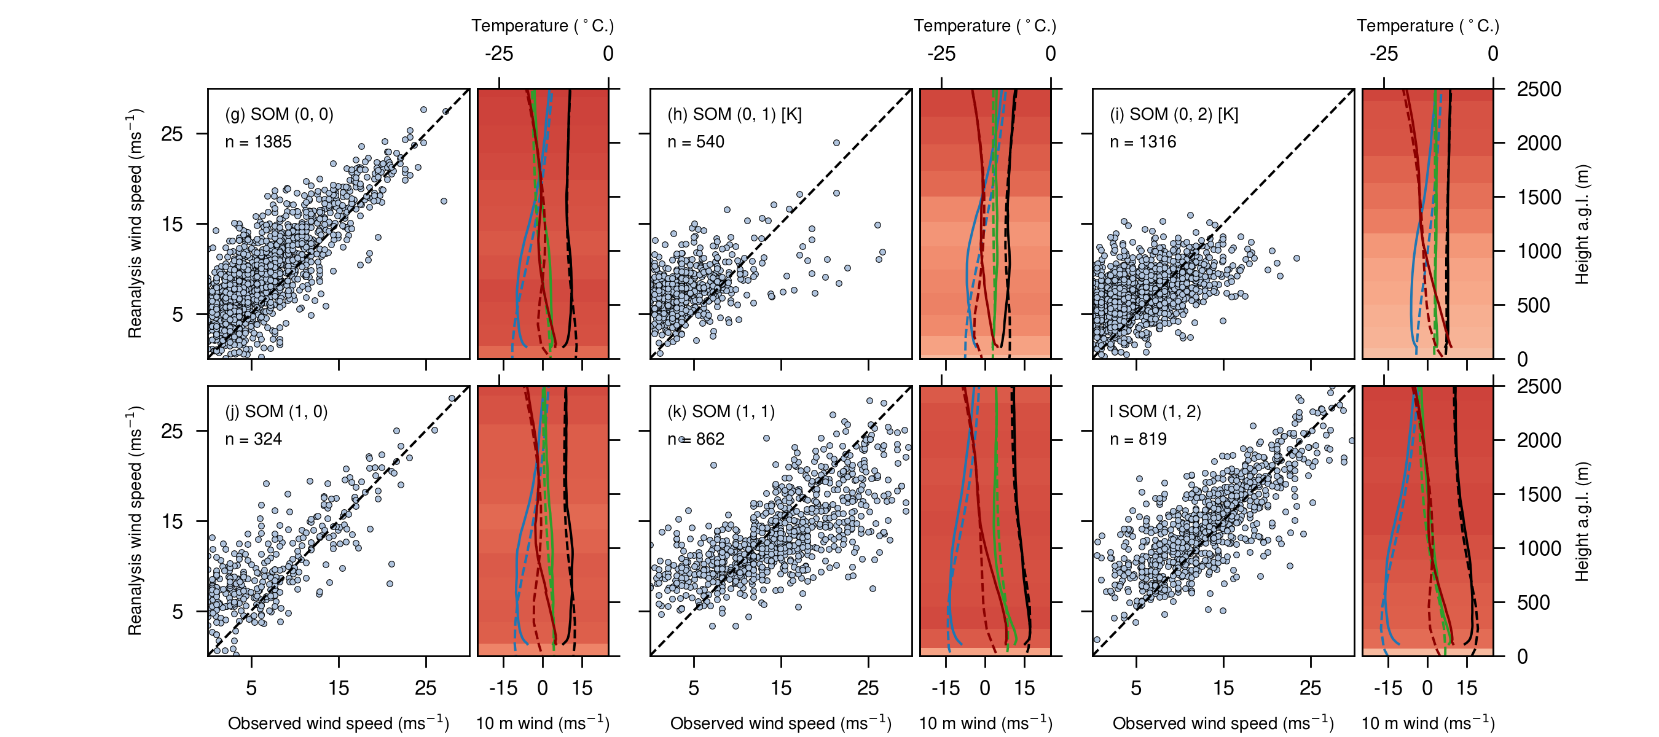 Temperature (°C.) Temperature (°C.) Temperature (°C.)
-25 0 -25 0 -25 0
(g) SOM (0, 0)
n = 1385
(h) SOM (0, 1) [K]
n = 540
(i) SOM (0, 2) [K]
n = 1316
Reanalysis wind speed (ms⁻¹)
25
15
5
2500
2000
1500
1000
500
0
Height a.g.l. (m)
(j) SOM (1, 0)
n = 324
(k) SOM (1, 1)
n = 862
l SOM (1, 2)
n = 819
Reanalysis wind speed (ms⁻¹)
25
15
5
2500
2000
1500
1000
500
0
Height a.g.l. (m)
5 15 25 -15 0 15 5 15 25 -15 0 15 5 15 25 -15 0 15
Observed wind speed (ms⁻¹) 10 m wind (ms⁻¹) Observed wind speed (ms⁻¹) 10 m wind (ms⁻¹) Observed wind speed (ms⁻¹) 10 m wind (ms⁻¹)